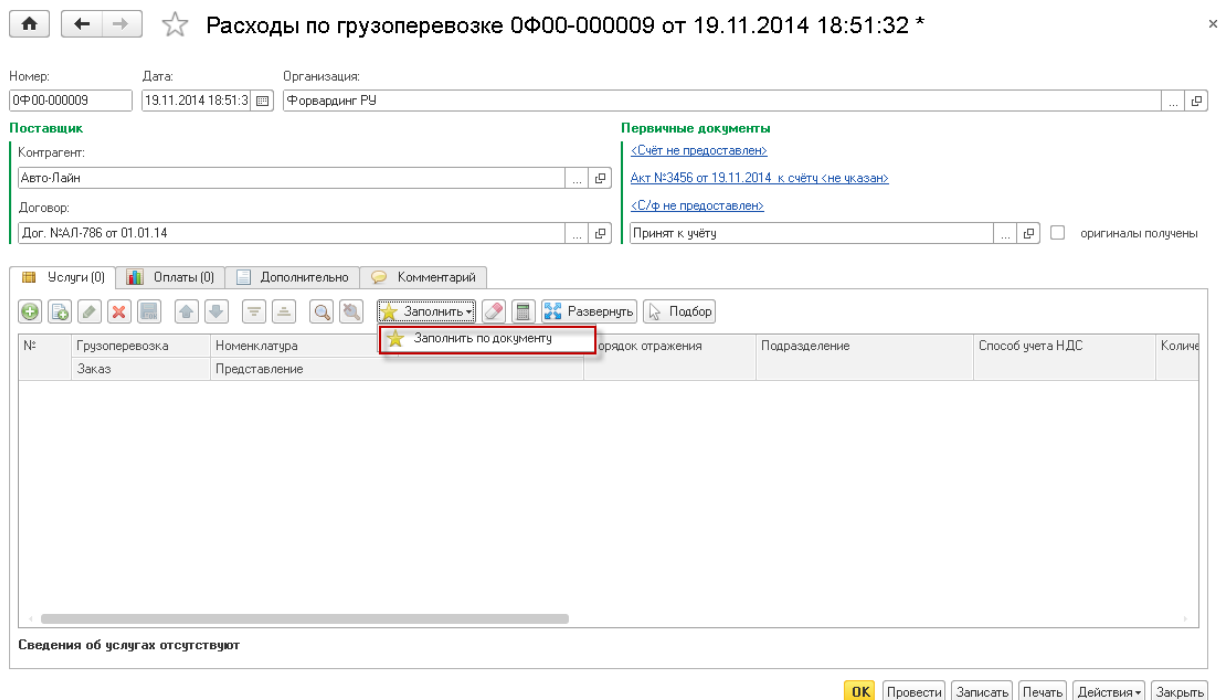 Расходы по грузоперевозке 0Ф00-000009 от 19.11.2014 18:51:32 *
Номер: Дата: Организация:
0Ф00-000009 19.11.2014 18:51:3 Форвардинг РУ ...
Поставщик Первичные документы
Контрагент: <Счёт не предоставлен>
Авто-Лайн ... Акт №3456 от 19.11.2014 к счёту <не указан>
Договор: <С/ф не предоставлен>
Дог. №АЛ-786 от 01.01.14 ... Принят к учёту ... оригиналы получены
Услуги (0) Оплаты (0) Дополнительно Комментарий
Заполнить Развернуть Подбор
Заполнить по документу
№ Грузоперевозка Номенклатура орядок отражения Подразделение Способ учета НДС Количе
Заказ Представление
Сведения об услугах отсутствуют
ОК Провести Записать Печать Действия Закрыть